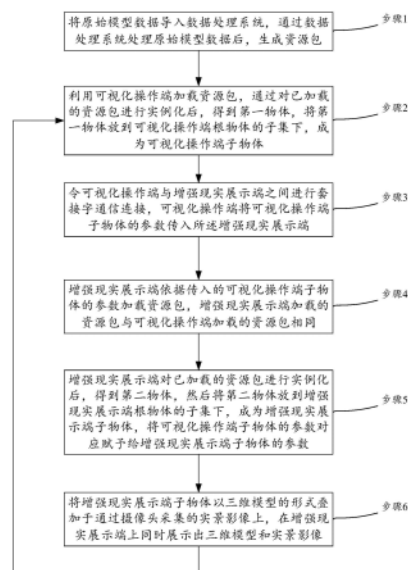 将原始模型数据导入数据处理系统，通过数据
处理系统处理原始模型数据后，生成资源包
步骤1
利用可视化操作端加载资源包，通过对已加载
的资源包进行实例化后，得到第一物体，将第
一物体放到可视化操作端根物体的子集下，成
为可视化操作端子物体
步骤2
令可视化操作端与增强现实展示端之间进行套
接字通信连接，可视化操作端将可视化操作端
子物体的参数传入所述增强现实展示端
步骤3
增强现实展示端依据传入的可视化操作端子物
体的参数加载资源包，增强现实展示端加载的
资源包与可视化操作端加载的资源包相同
步骤4
增强现实展示端对已加载的资源包进行实例化
后，得到第二物体，然后将第二物体放到增强
现实展示端根物体的子集下，成为增强现实展
示端子物体，将可视化操作端子物体的参数对
应赋予给增强现实展示端子物体的参数
步骤5
将增强现实展示端子物体以三维模型的形式叠
加于通过摄像头采集的实景影像上，在增强现
实展示端上同时展示出三维模型和实景影像
步骤6